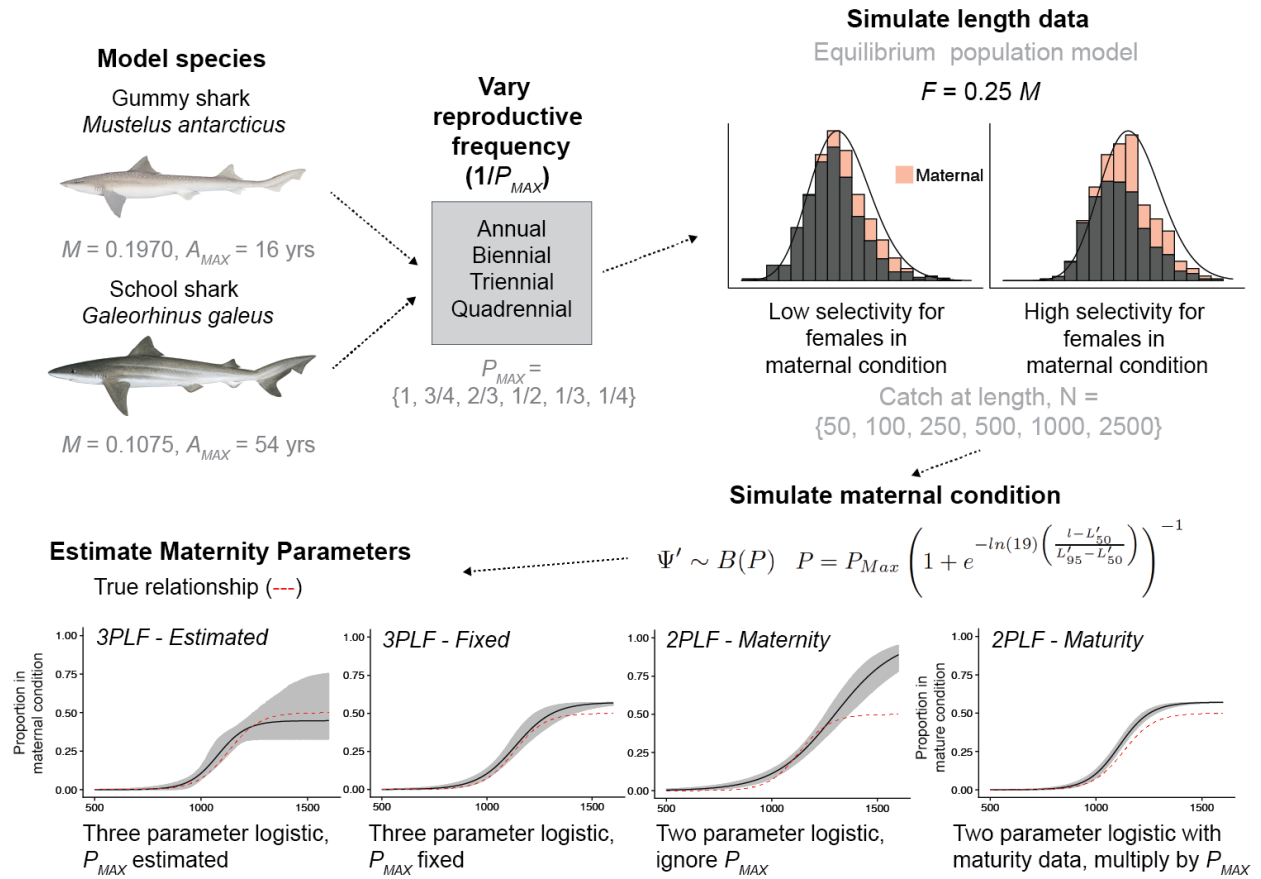 Model species
Gummy shark
Mustelus antarcticus
M = 0.1970, A_MAX = 16 yrs
School shark
Galeorhinus galeus
M = 0.1075, A_MAX = 54 yrs
Vary
reproductive
frequency
(1/P_MAX)
Annual
Biennial
Triennial
Quadrennial
P_MAX =
{1, 3/4, 2/3, 1/2, 1/3, 1/4}
Simulate length data
Equilibrium population model
F = 0.25 M
Maternal
Low selectivity for
females in
maternal condition
High selectivity for
females in
maternal condition
Catch at length, N =
{50, 100, 250, 500, 1000, 2500}
Simulate maternal condition
Ψ′ ∼ B(P) P = P_Max (1 + e^{-ln(19)((l−L′_50)/(L′_95−L′_50))})^{−1}
Estimate Maternity Parameters
True relationship (---)
3PLF - Estimated
Proportion in
maternal condition
1.00
0.75
0.50
0.25
0.00
500 1000 1500
Three parameter logistic,
P_MAX estimated
3PLF - Fixed
1.00
0.75
0.50
0.25
0.00
500 1000 1500
Three parameter logistic,
P_MAX fixed
2PLF - Maternity
1.00
0.75
0.50
0.25
0.00
500 1000 1500
Two parameter logistic,
ignore P_MAX
2PLF - Maturity
Proportion in
mature condition
1.00
0.75
0.50
0.25
0.00
500 1000 1500
Two parameter logistic with
maturity data, multiply by P_MAX